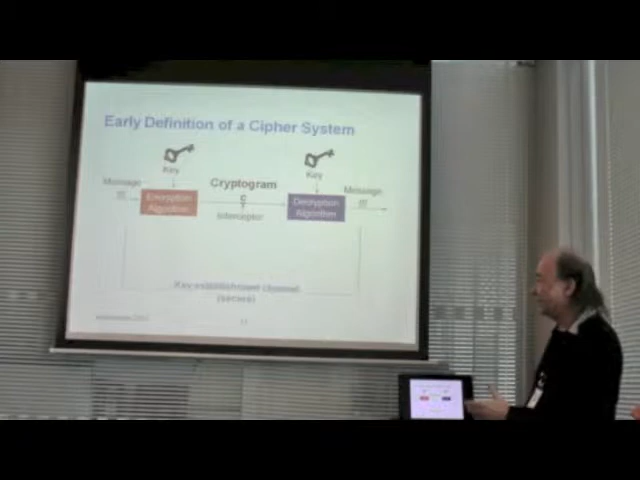 Early Definition of a Cipher System
Key
Key
Cryptogram
c
Message
m
Message
m
Encryption
Algorithm
Decryption
Algorithm
Interceptor
Key establishment channel
(secure)